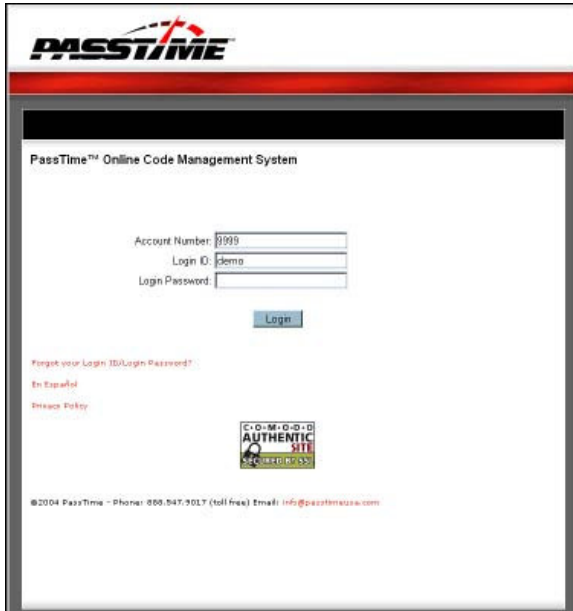 PASSTIME
PassTime™ Online Code Management System
Account Number: 9999
Login ID: demo
Login Password:
Login
Forgot your Login ID/Login Password?
En Español
Privacy Policy
C·O·M·O·D·O
AUTHENTIC
SITE
SECURED BY SSL
©2004 PassTime - Phone: 888.947.9017 (toll free) Email: info@passtimeusa.com